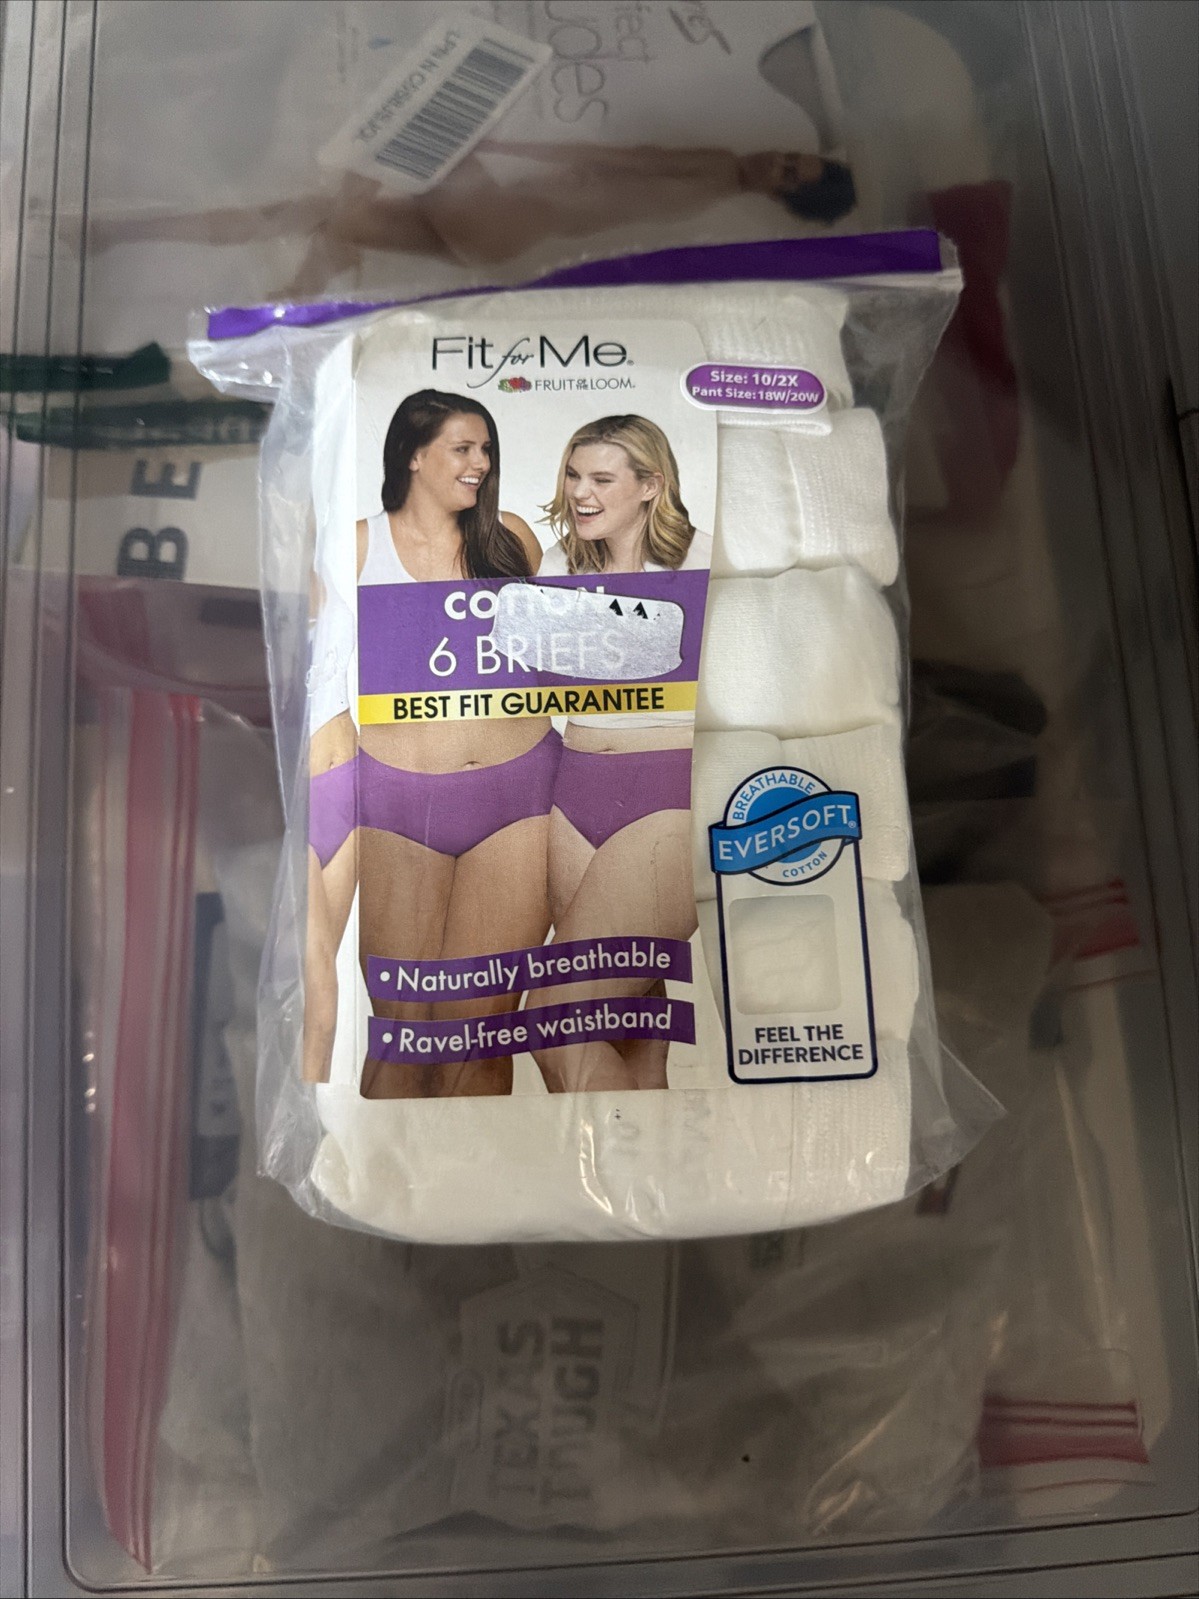 Fit for Me®
FRUIT OF THE LOOM®
Size: 10/2X
Pant Size: 18W/20W
COTTON
6 BRIEFS
BEST FIT GUARANTEE
BREATHABLE
EVERSOFT®
COTTON
• Naturally breathable
• Ravel-free waistband
FEEL THE
DIFFERENCE
BE
TEXAS
TOUGH